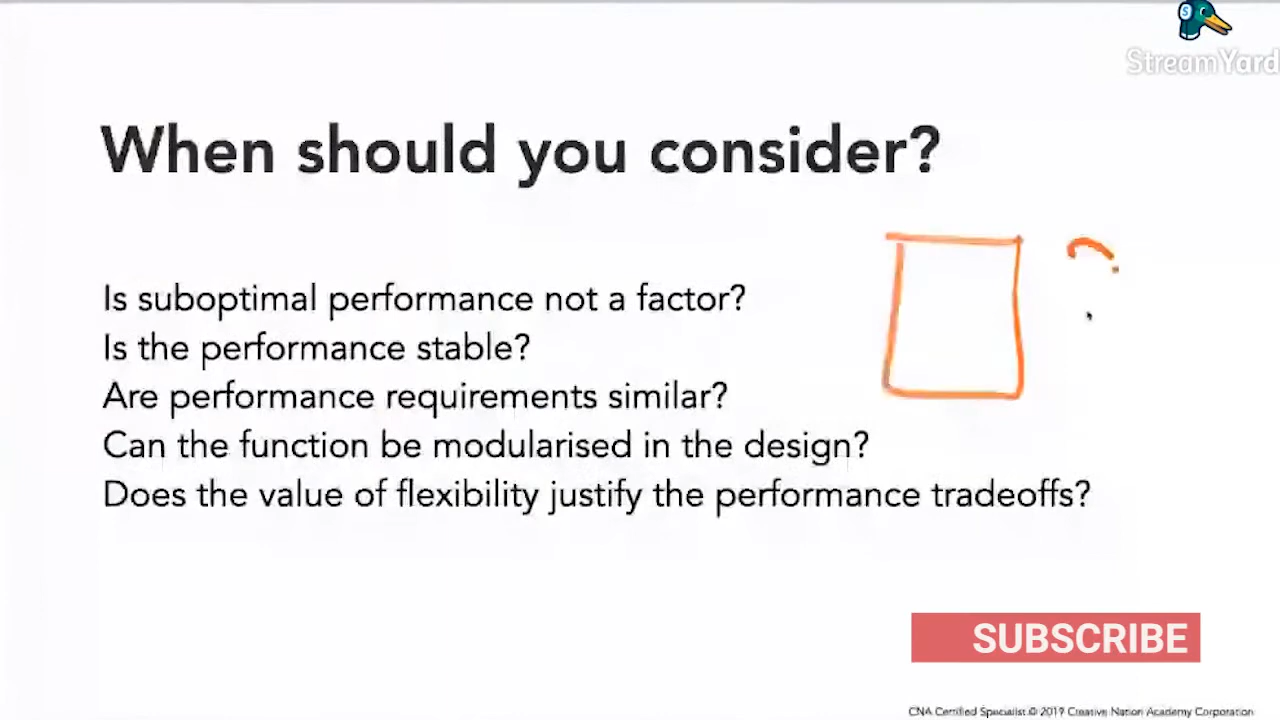 StreamYard
When should you consider?
Is suboptimal performance not a factor?
Is the performance stable?
Are performance requirements similar?
Can the function be modularised in the design?
Does the value of flexibility justify the performance tradeoffs?
SUBSCRIBE
CNA Certified Specialist © 2019 Creative Nation Academy Corporation